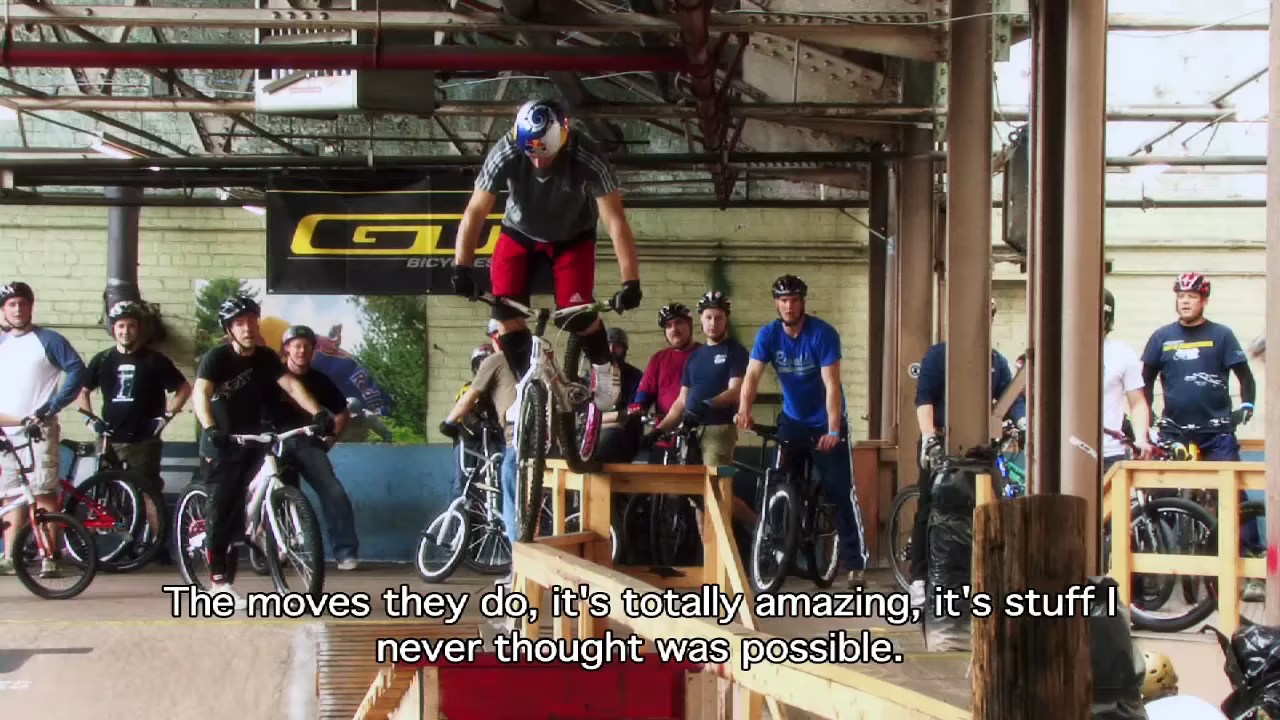 GT
BICYCLES
The moves they do, it's totally amazing, it's stuff I
never thought was possible.